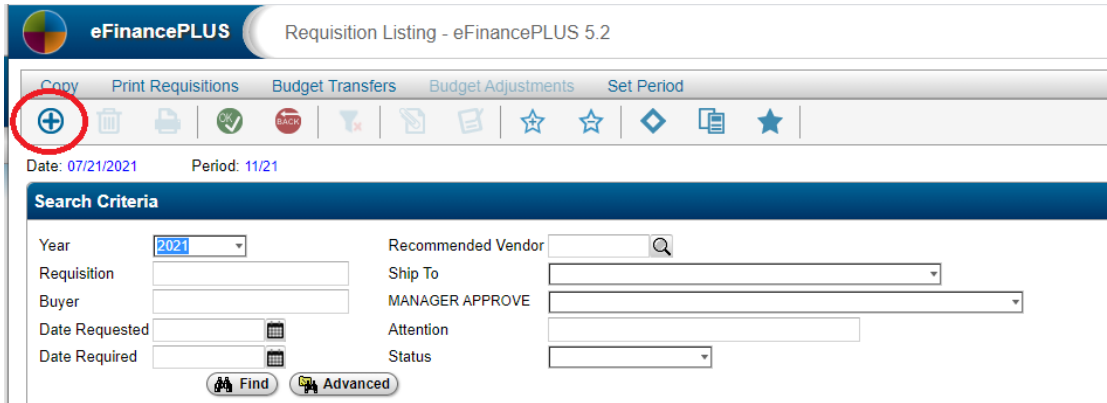 eFinancePLUS Requisition Listing - eFinancePLUS 5.2
Copy Print Requisitions Budget Transfers Budget Adjustments Set Period
OK BACK
Date: 07/21/2021 Period: 11/21
Search Criteria
Year 2021 Recommended Vendor
Requisition Ship To
Buyer MANAGER APPROVE
Date Requested Attention
Date Required Status
Find Advanced